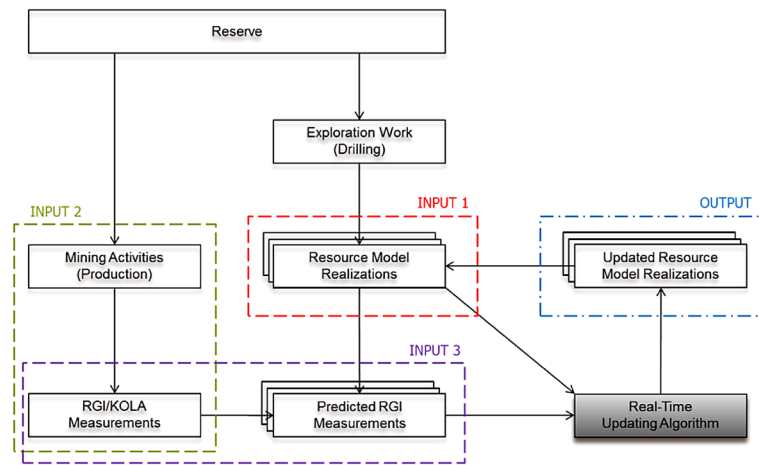 Reserve
Exploration Work
(Drilling)
INPUT 2
INPUT 1
OUTPUT
Mining Activities
(Production)
Resource Model
Realizations
Updated Resource
Model Realizations
INPUT 3
RGI/KOLA
Measurements
Predicted RGI
Measurements
Real-Time
Updating Algorithm